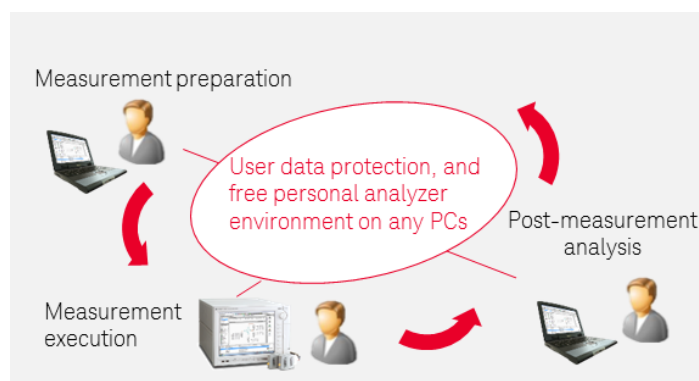 Measurement preparation
User data protection, and
free personal analyzer
environment on any PCs
Post-measurement
analysis
Measurement
execution